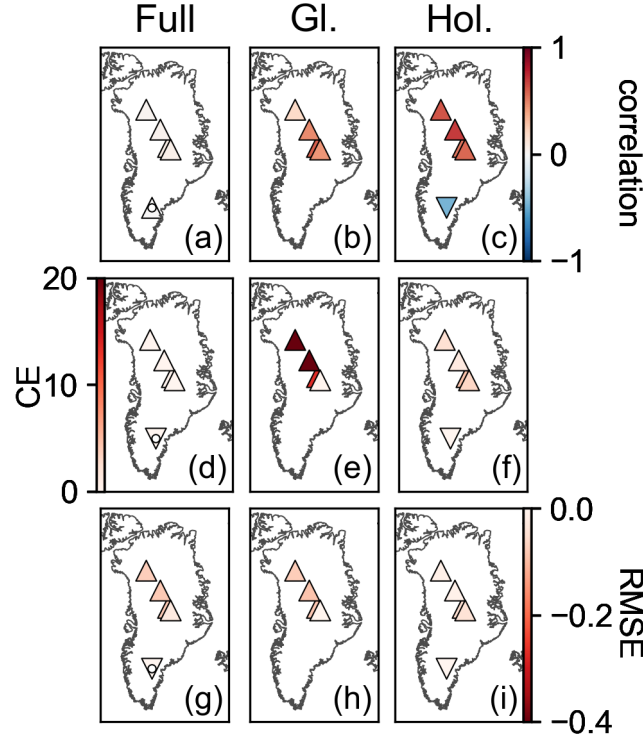 Full Gl. Hol.
1
0
−1
correlation
(a) (b) (c)
20
10
0
CE
(d) (e) (f)
0.0
−0.2
−0.4
RMSE
(g) (h) (i)